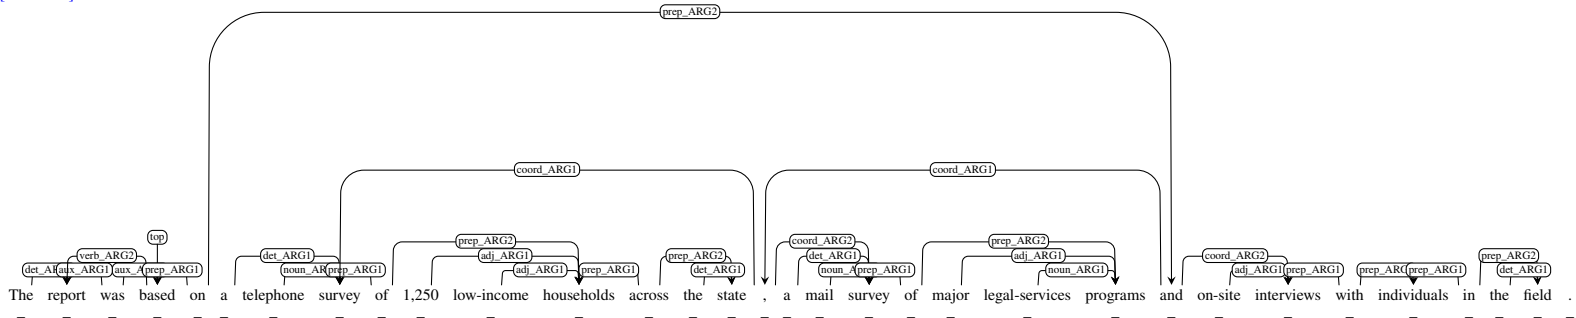 prep_ARG2
coord_ARG1 coord_ARG1
top
prep_ARG2 coord_ARG2 prep_ARG2
verb_ARG2 det_ARG1 adj_ARG1 prep_ARG2 det_ARG1 adj_ARG1 coord_ARG2 prep_ARG2
aux_ARG1 prep_ARG1 prep_ARG1 adj_ARG1 prep_ARG1 det_ARG1 prep_ARG1 noun_ARG1 adj_ARG1 prep_ARG1 prep_ARG1 det_ARG1
The report was based on a telephone survey of 1,250 low-income households across the state , a mail survey of major legal-services programs and on-site interviews with individuals in the field .